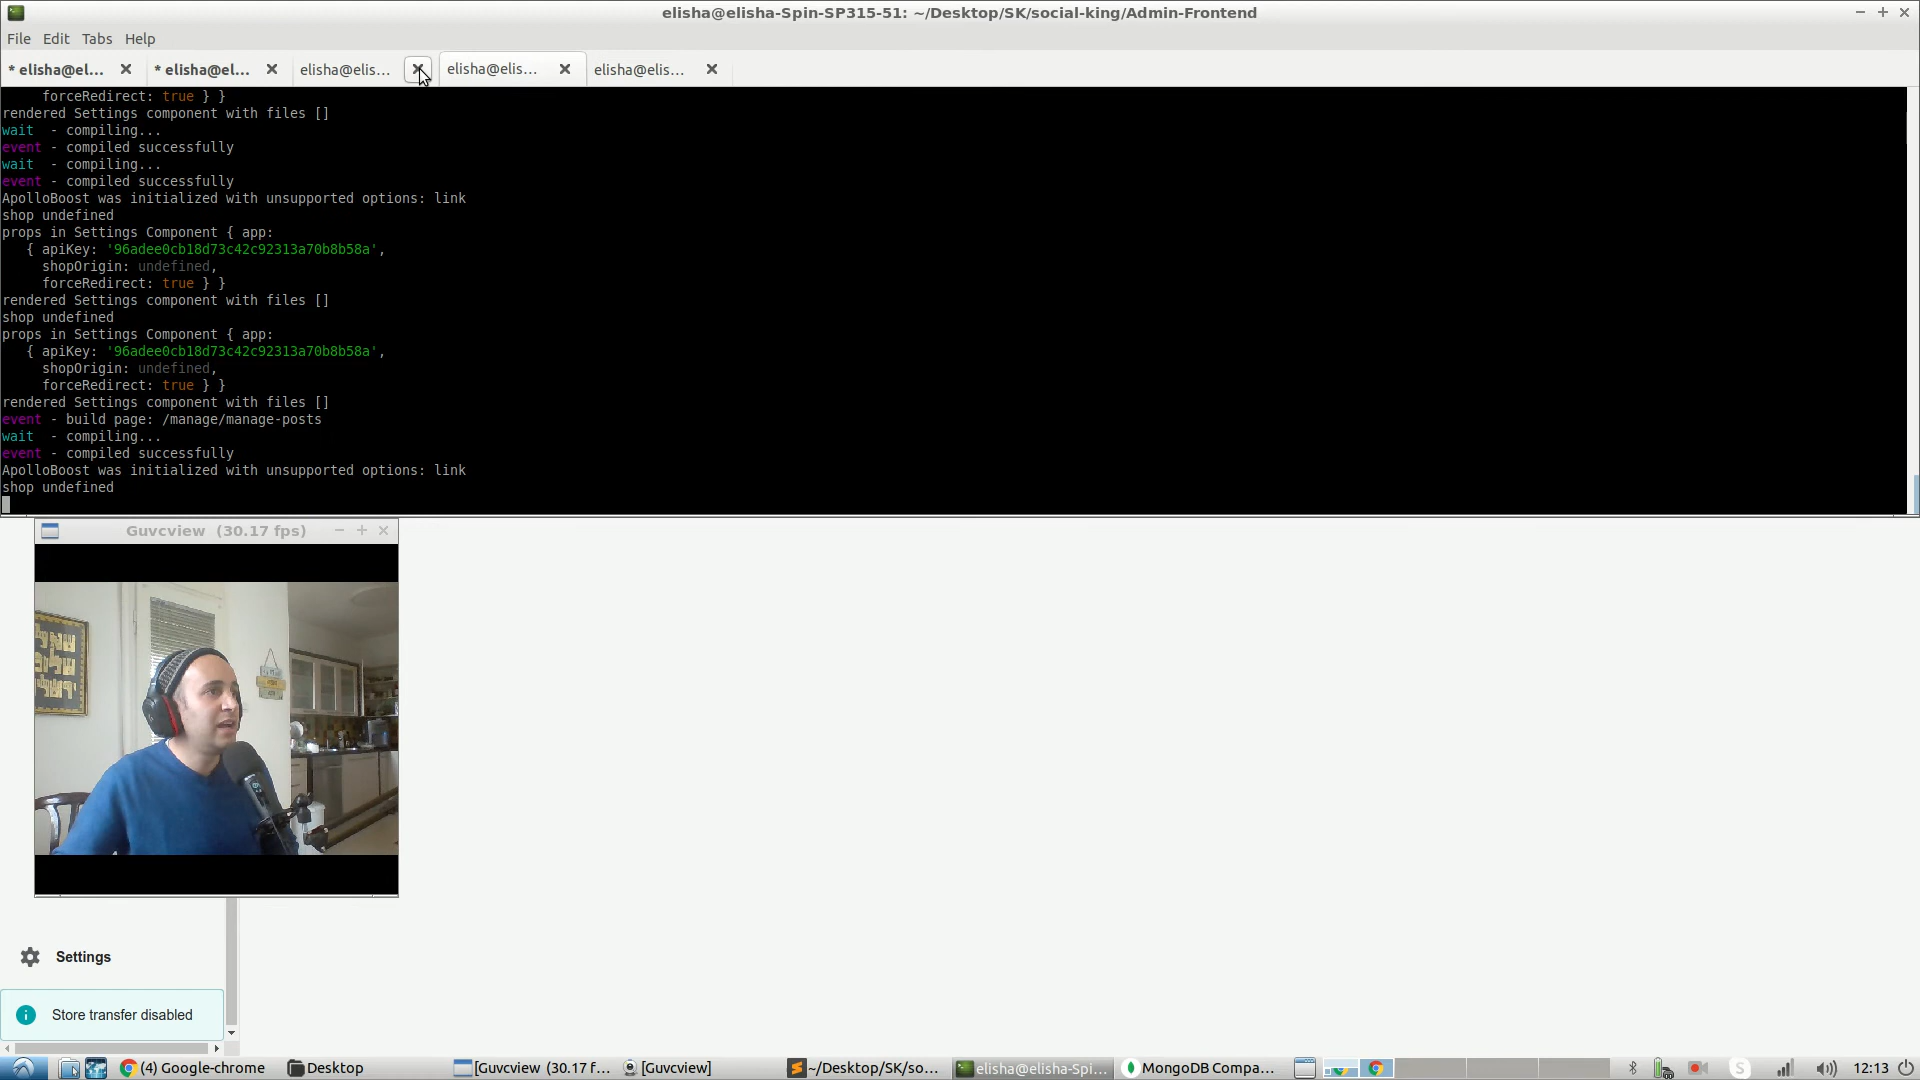 elisha@elisha-Spin-SP315-51: ~/Desktop/SK/social-king/Admin-Frontend
File Edit Tabs Help
* elisha@el... * elisha@el... elisha@elis... elisha@elis... elisha@elis...
forceRedirect: true } }
rendered Settings component with files []
wait - compiling...
event - compiled successfully
wait - compiling...
event - compiled successfully
ApolloBoost was initialized with unsupported options: link
shop undefined
props in Settings Component { app:
{ apiKey: '96adee0cb18d73c42c92313a70b8b58a',
shopOrigin: undefined,
forceRedirect: true } }
rendered Settings component with files []
shop undefined
props in Settings Component { app:
{ apiKey: '96adee0cb18d73c42c92313a70b8b58a',
shopOrigin: undefined,
forceRedirect: true } }
rendered Settings component with files []
event - build page: /manage/manage-posts
wait - compiling...
event - compiled successfully
ApolloBoost was initialized with unsupported options: link
shop undefined
Guvcview (30.17 fps)
Settings
Store transfer disabled
(4) Google-chrome Desktop [Guvcview (30.17 f... [Guvcview] ~/Desktop/SK/so... elisha@elisha-Spi... MongoDB Compa... 12:13